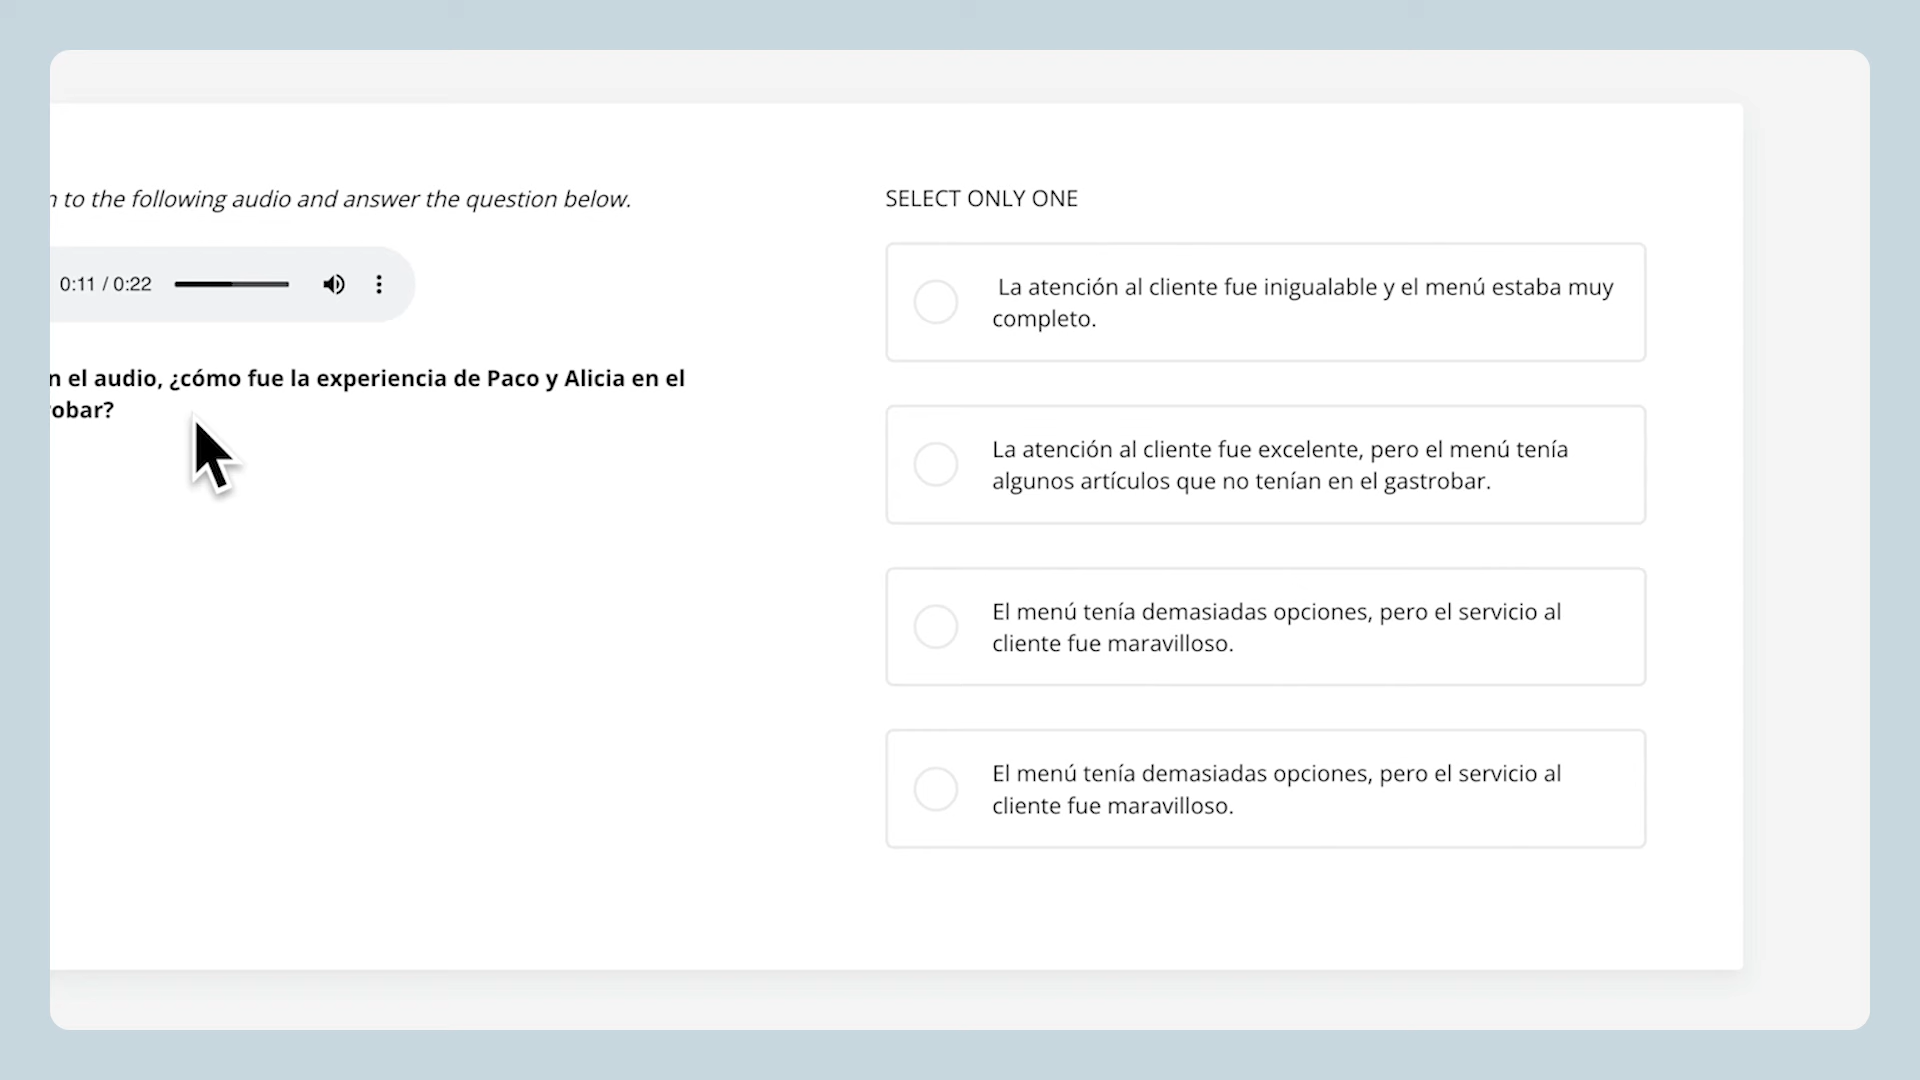 to the following audio and answer the question below.
0:11 / 0:22
el audio, ¿cómo fue la experiencia de Paco y Alicia en el
obar?
SELECT ONLY ONE
La atención al cliente fue inigualable y el menú estaba muy
completo.
La atención al cliente fue excelente, pero el menú tenía
algunos artículos que no tenían en el gastrobar.
El menú tenía demasiadas opciones, pero el servicio al
cliente fue maravilloso.
El menú tenía demasiadas opciones, pero el servicio al
cliente fue maravilloso.